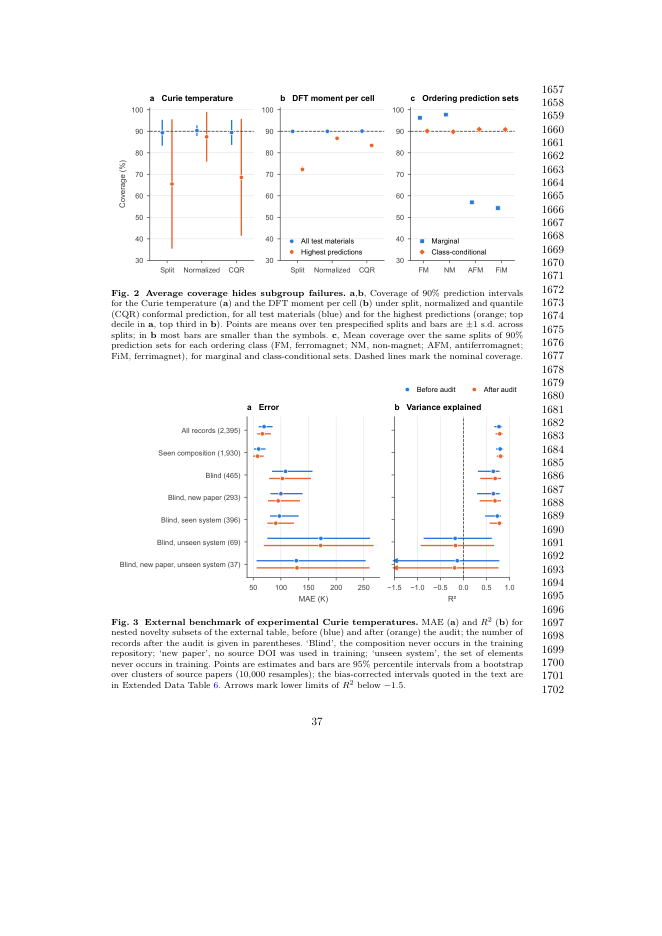 a Curie temperature
b DFT moment per cell
c Ordering prediction sets
Coverage (%)
100
90
80
70
60
50
40
30
Split
Normalized
CQR
100
90
80
70
60
50
40
30
All test materials
Highest predictions
Split
Normalized
CQR
100
90
80
70
60
50
40
30
Marginal
Class-conditional
FM
NM
AFM
FiM
Fig. 2 Average coverage hides subgroup failures. a,b, Coverage of 90% prediction intervals
for the Curie temperature (a) and the DFT moment per cell (b) under split, normalized and quantile
(CQR) conformal prediction, for all test materials (blue) and for the highest predictions (orange; top
decile in a, top third in b). Points are means over ten prespecified splits and bars are ±1 s.d. across
splits; in b most bars are smaller than the symbols. c, Mean coverage over the same splits of 90%
prediction sets for each ordering class (FM, ferromagnet; NM, non-magnet; AFM, antiferromagnet;
FiM, ferrimagnet), for marginal and class-conditional sets. Dashed lines mark the nominal coverage.
Before audit
After audit
a Error
b Variance explained
All records (2,395)
Seen composition (1,930)
Blind (465)
Blind, new paper (293)
Blind, seen system (396)
Blind, unseen system (69)
Blind, new paper, unseen system (37)
50
100
150
200
250
MAE (K)
−1.5
−1.0
−0.5
0.0
0.5
1.0
R²
Fig. 3 External benchmark of experimental Curie temperatures. MAE (a) and R² (b) for
nested novelty subsets of the external table, before (blue) and after (orange) the audit; the number of
records after the audit is given in parentheses. ‘Blind’, the composition never occurs in the training
repository; ‘new paper’, no source DOI was used in training; ‘unseen system’, the set of elements
never occurs in training. Points are estimates and bars are 95% percentile intervals from a bootstrap
over clusters of source papers (10,000 resamples); the bias-corrected intervals quoted in the text are
in Extended Data Table 6. Arrows mark lower limits of R² below −1.5.
37
1657
1658
1659
1660
1661
1662
1663
1664
1665
1666
1667
1668
1669
1670
1671
1672
1673
1674
1675
1676
1677
1678
1679
1680
1681
1682
1683
1684
1685
1686
1687
1688
1689
1690
1691
1692
1693
1694
1695
1696
1697
1698
1699
1700
1701
1702